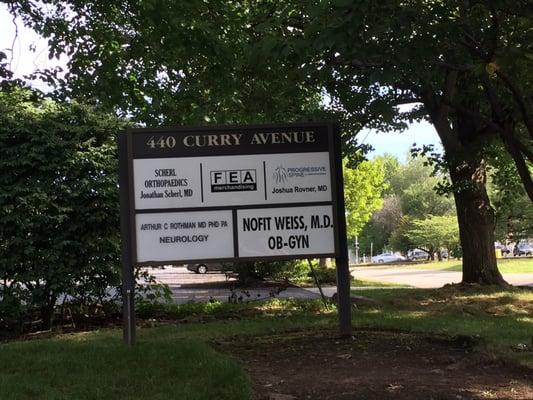 440 CURRY AVENUE
SCHERL
ORTHOPAEDICS
Jonathan Scherl, MD
FEA
merchandising
PROGRESSIVE
SPINE
Joshua Rovner, MD
ARTHUR C ROTHMAN MD PHD PA
NEUROLOGY
NOFIT WEISS, M.D.
OB-GYN